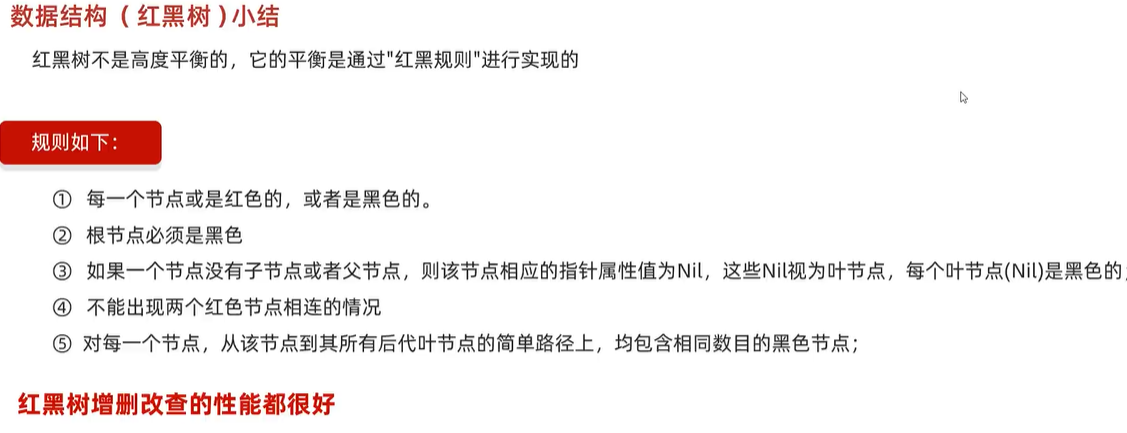 数据结构（红黑树）小结
红黑树不是高度平衡的，它的平衡是通过"红黑规则"进行实现的
规则如下：
① 每一个节点或是红色的，或者是黑色的。
② 根节点必须是黑色
③ 如果一个节点没有子节点或者父节点，则该节点相应的指针属性值为Nil，这些Nil视为叶节点，每个叶节点(Nil)是黑色的；
④ 不能出现两个红色节点相连的情况
⑤ 对每一个节点，从该节点到其所有后代叶节点的简单路径上，均包含相同数目的黑色节点；
红黑树增删改查的性能都很好